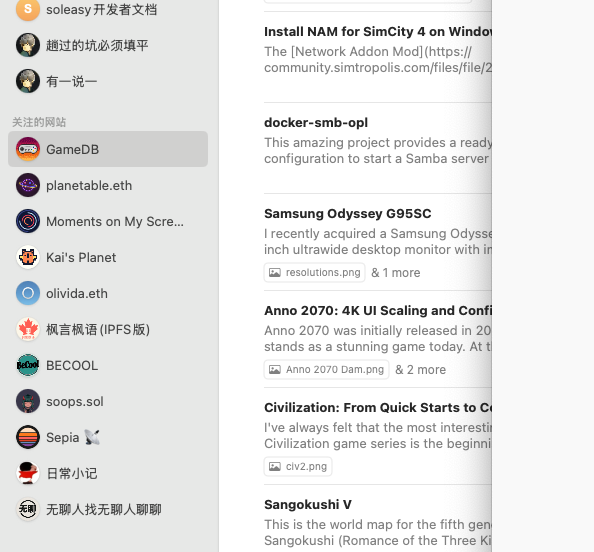 soleasy开发者文档
趟过的坑必须填平
有一说一
关注的网站
GameDB
planetable.eth
Moments on My Scre...
Kai's Planet
olivida.eth
枫言枫语(IPFS版)
BECOOL
soops.sol
Sepia
日常小记
无聊人找无聊人聊聊
Install NAM for SimCity 4 on Window
The [Network Addon Mod](https://
community.simtropolis.com/files/file/2
docker-smb-opl
This amazing project provides a ready
configuration to start a Samba server
Samsung Odyssey G95SC
I recently acquired a Samsung Odysse
inch ultrawide desktop monitor with in
resolutions.png & 1 more
Anno 2070: 4K UI Scaling and Confi
Anno 2070 was initially released in 20
stands as a stunning game today. At t
Anno 2070 Dam.png & 2 more
Civilization: From Quick Starts to Co
I've always felt that the most interestin
Civilization game series is the beginni
civ2.png
Sangokushi V
This is the world map for the fifth gen
Sangokushi (Romance of the Three Ki